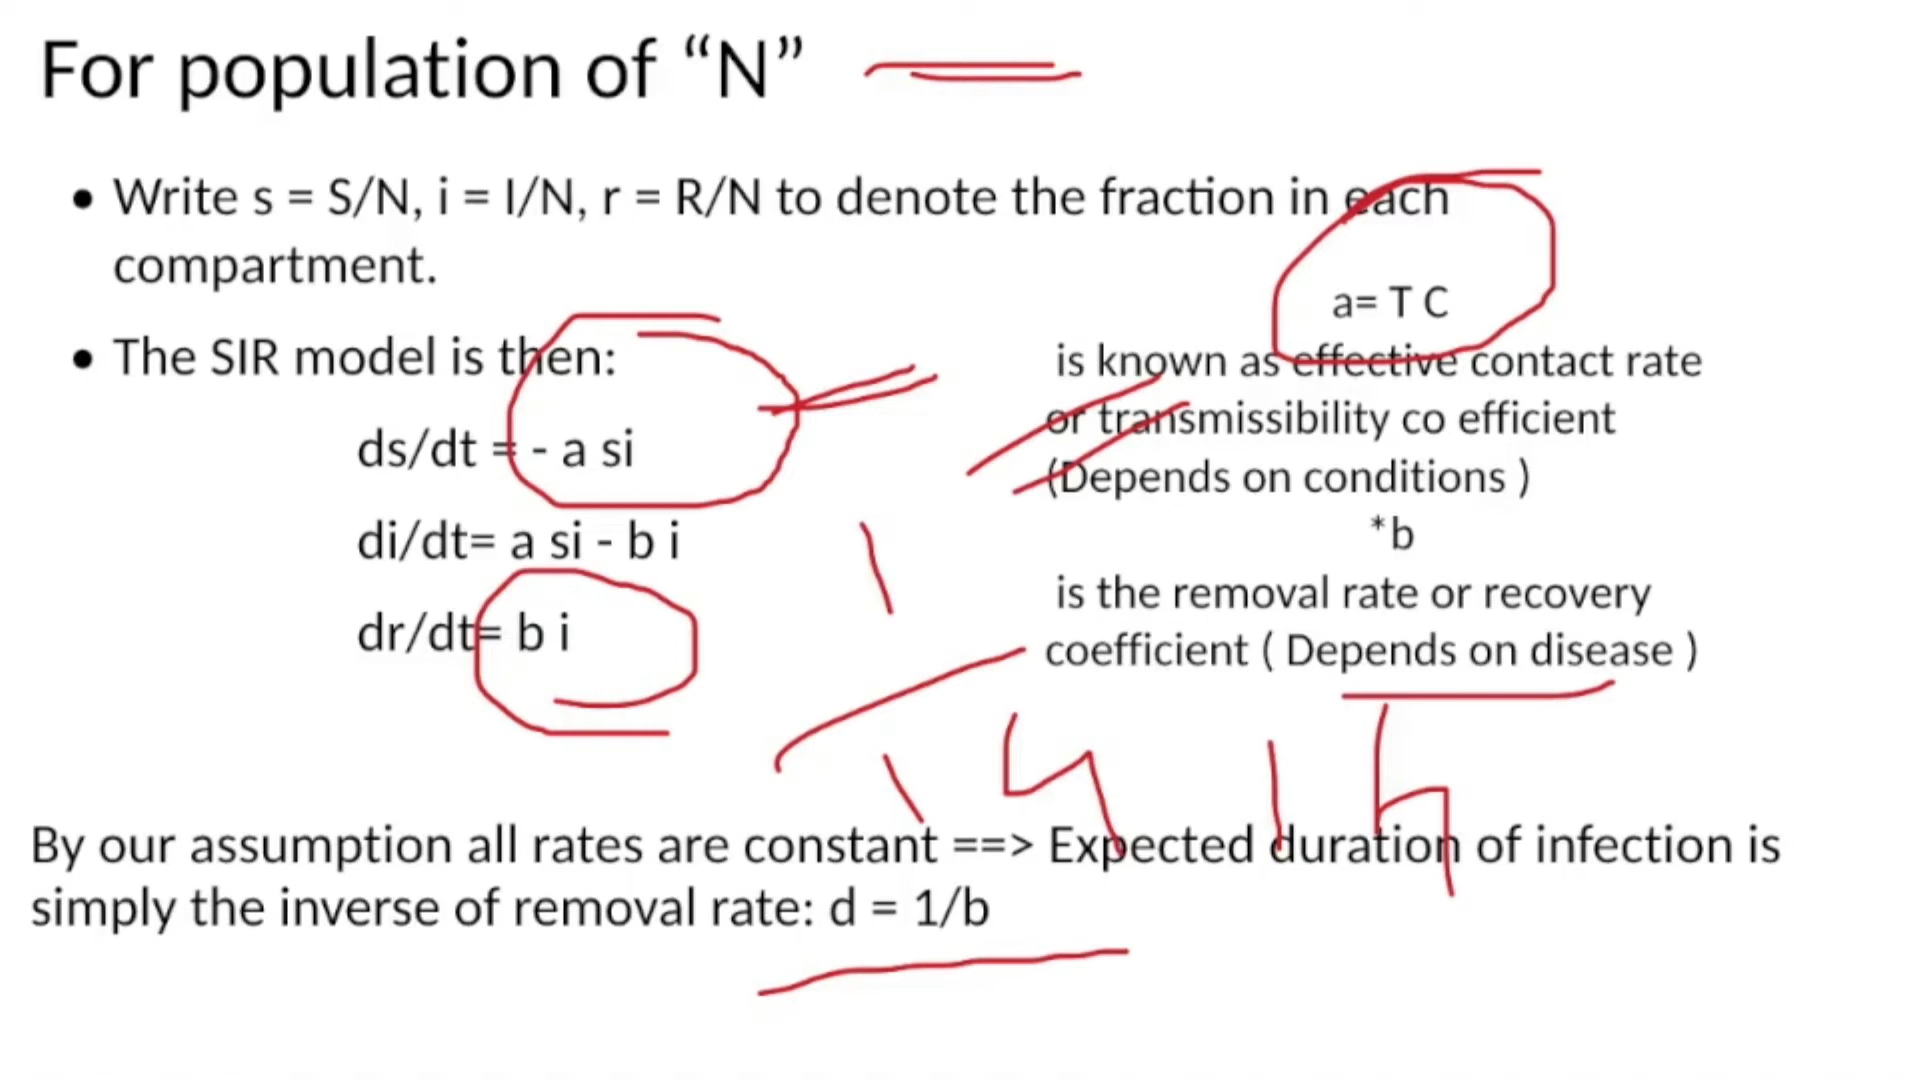 For population of “N”
• Write s = S/N, i = I/N, r = R/N to denote the fraction in each
compartment.
• The SIR model is then:
ds/dt = - a si
di/dt= a si - b i
dr/dt= b i
a= T C
is known as effective contact rate
or transmissibility co efficient
(Depends on conditions )
*b
is the removal rate or recovery
coefficient ( Depends on disease )
By our assumption all rates are constant ==> Expected duration of infection is
simply the inverse of removal rate: d = 1/b